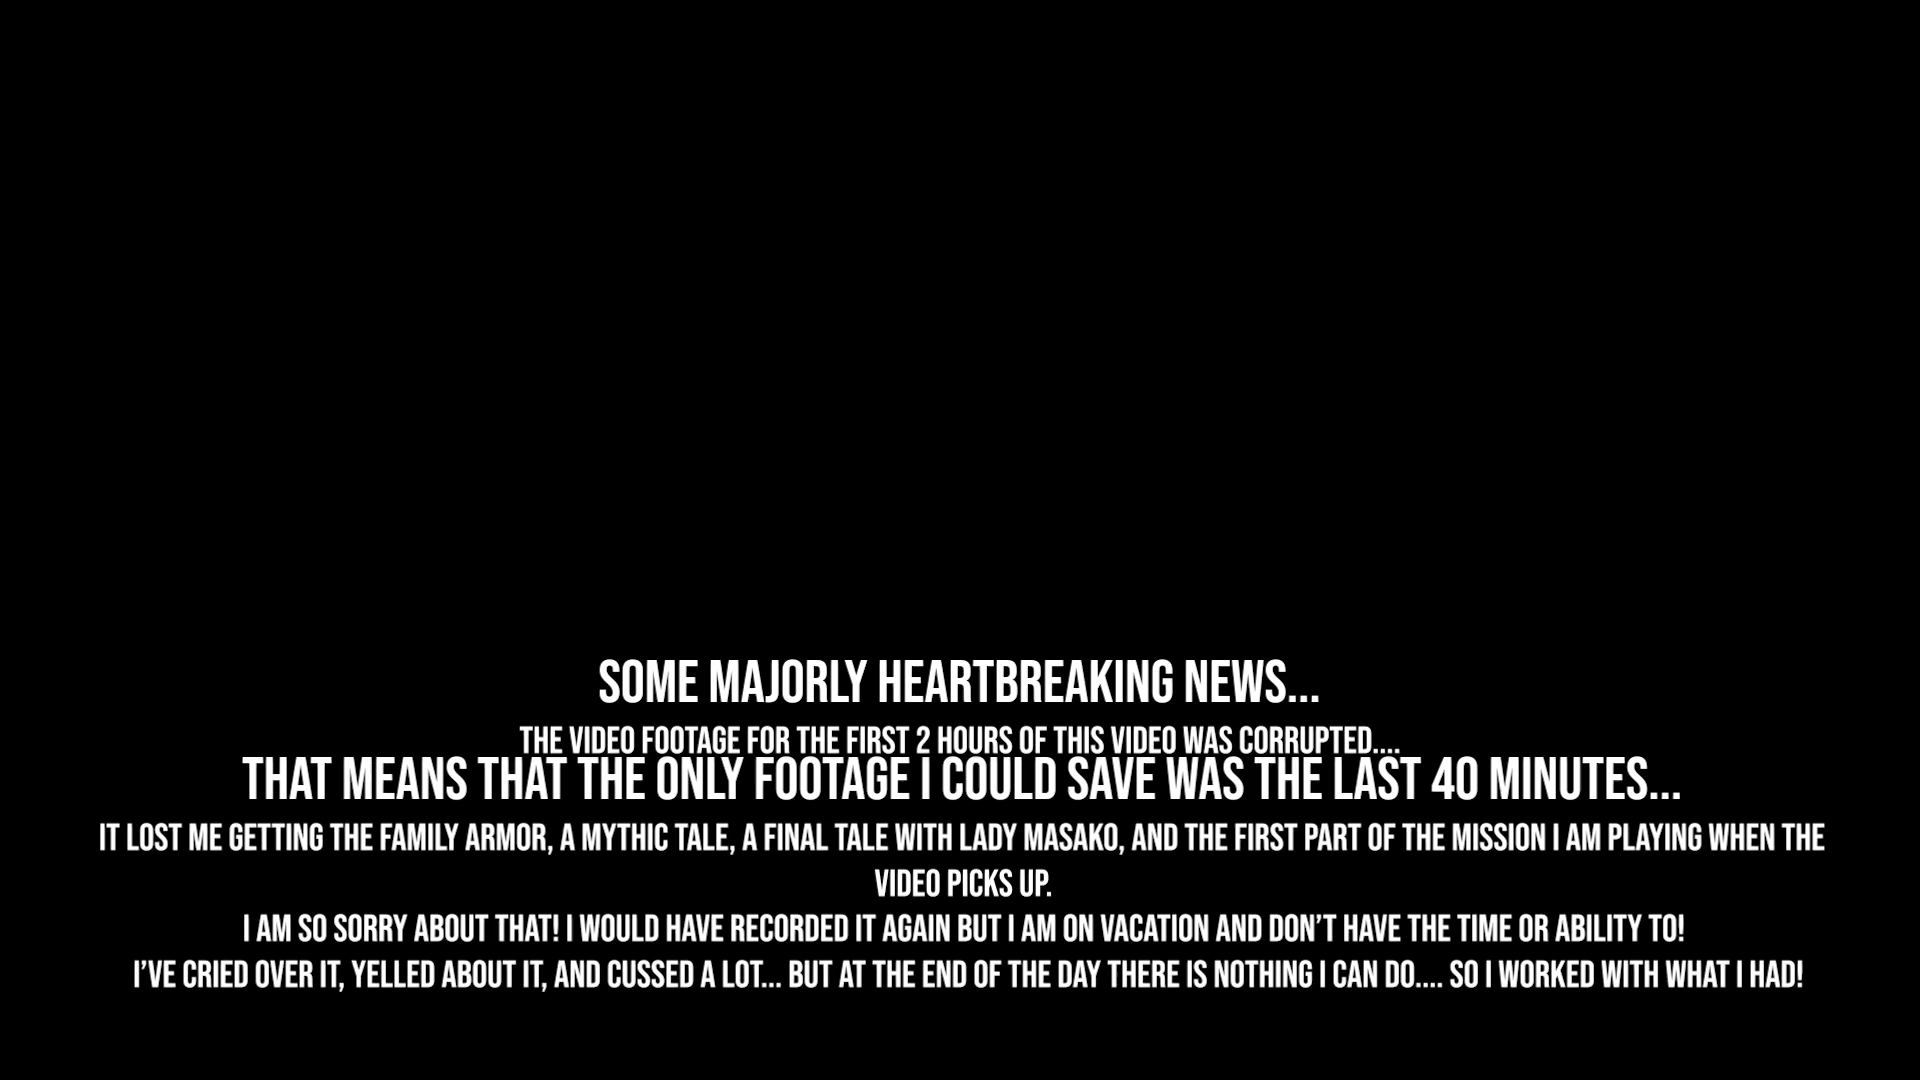 SOME MAJORLY HEARTBREAKING NEWS...
THE VIDEO FOOTAGE FOR THE FIRST 2 HOURS OF THIS VIDEO WAS CORRUPTED....
THAT MEANS THAT THE ONLY FOOTAGE I COULD SAVE WAS THE LAST 40 MINUTES...
IT LOST ME GETTING THE FAMILY ARMOR, A MYTHIC TALE, A FINAL TALE WITH LADY MASAKO, AND THE FIRST PART OF THE MISSION I AM PLAYING WHEN THE
VIDEO PICKS UP.
I AM SO SORRY ABOUT THAT! I WOULD HAVE RECORDED IT AGAIN BUT I AM ON VACATION AND DON’T HAVE THE TIME OR ABILITY TO!
I’VE CRIED OVER IT, YELLED ABOUT IT, AND CUSSED A LOT... BUT AT THE END OF THE DAY THERE IS NOTHING I CAN DO.... SO I WORKED WITH WHAT I HAD!